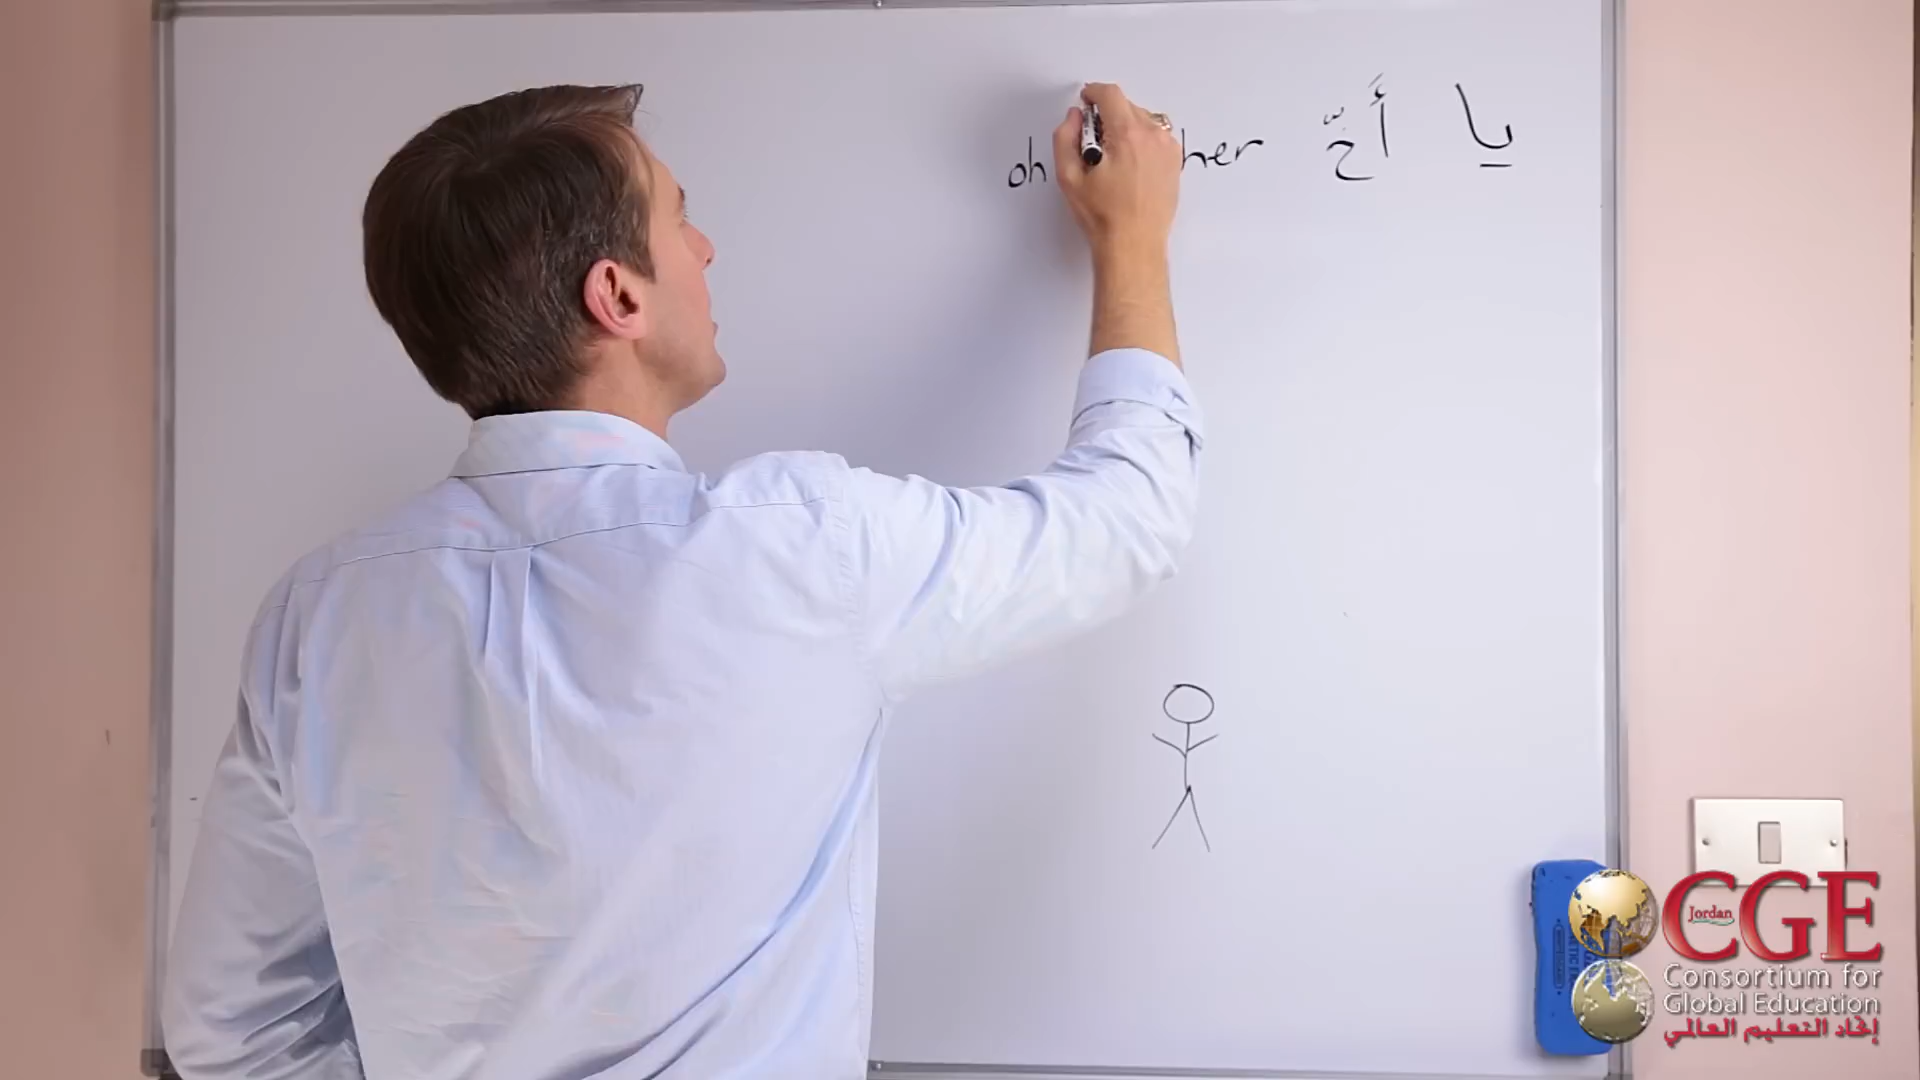 يا أَخّ
oh her
Jordan
CGE
Consortium for
Global Education
إتحاد التعليم العالمي